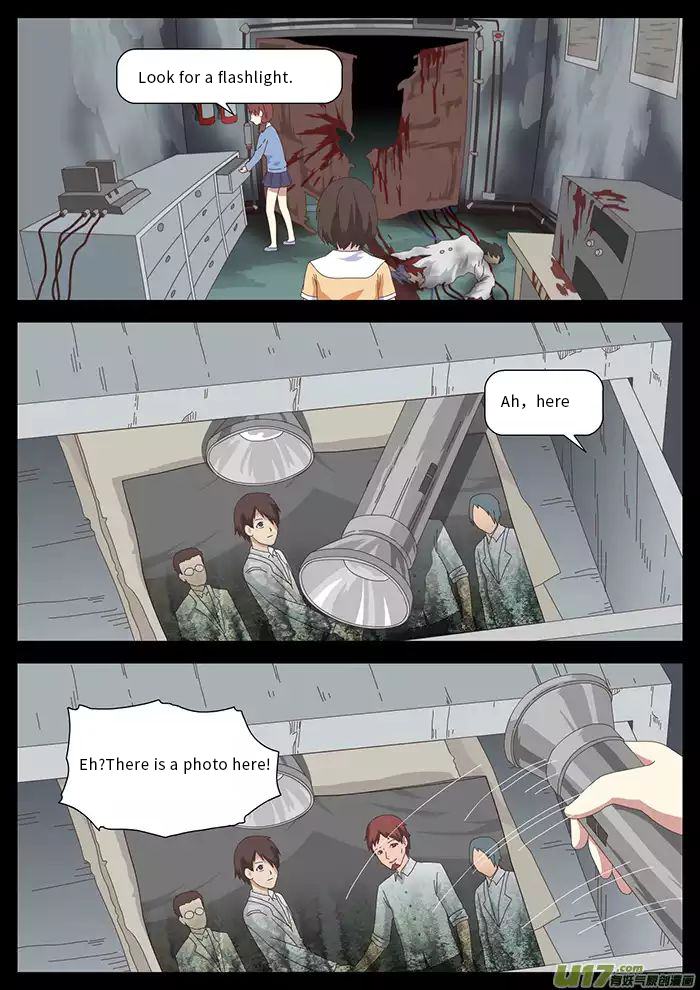 Look for a flashlight.
Ah，here
Eh?There is a photo here!
U17.com
有妖气原创漫画